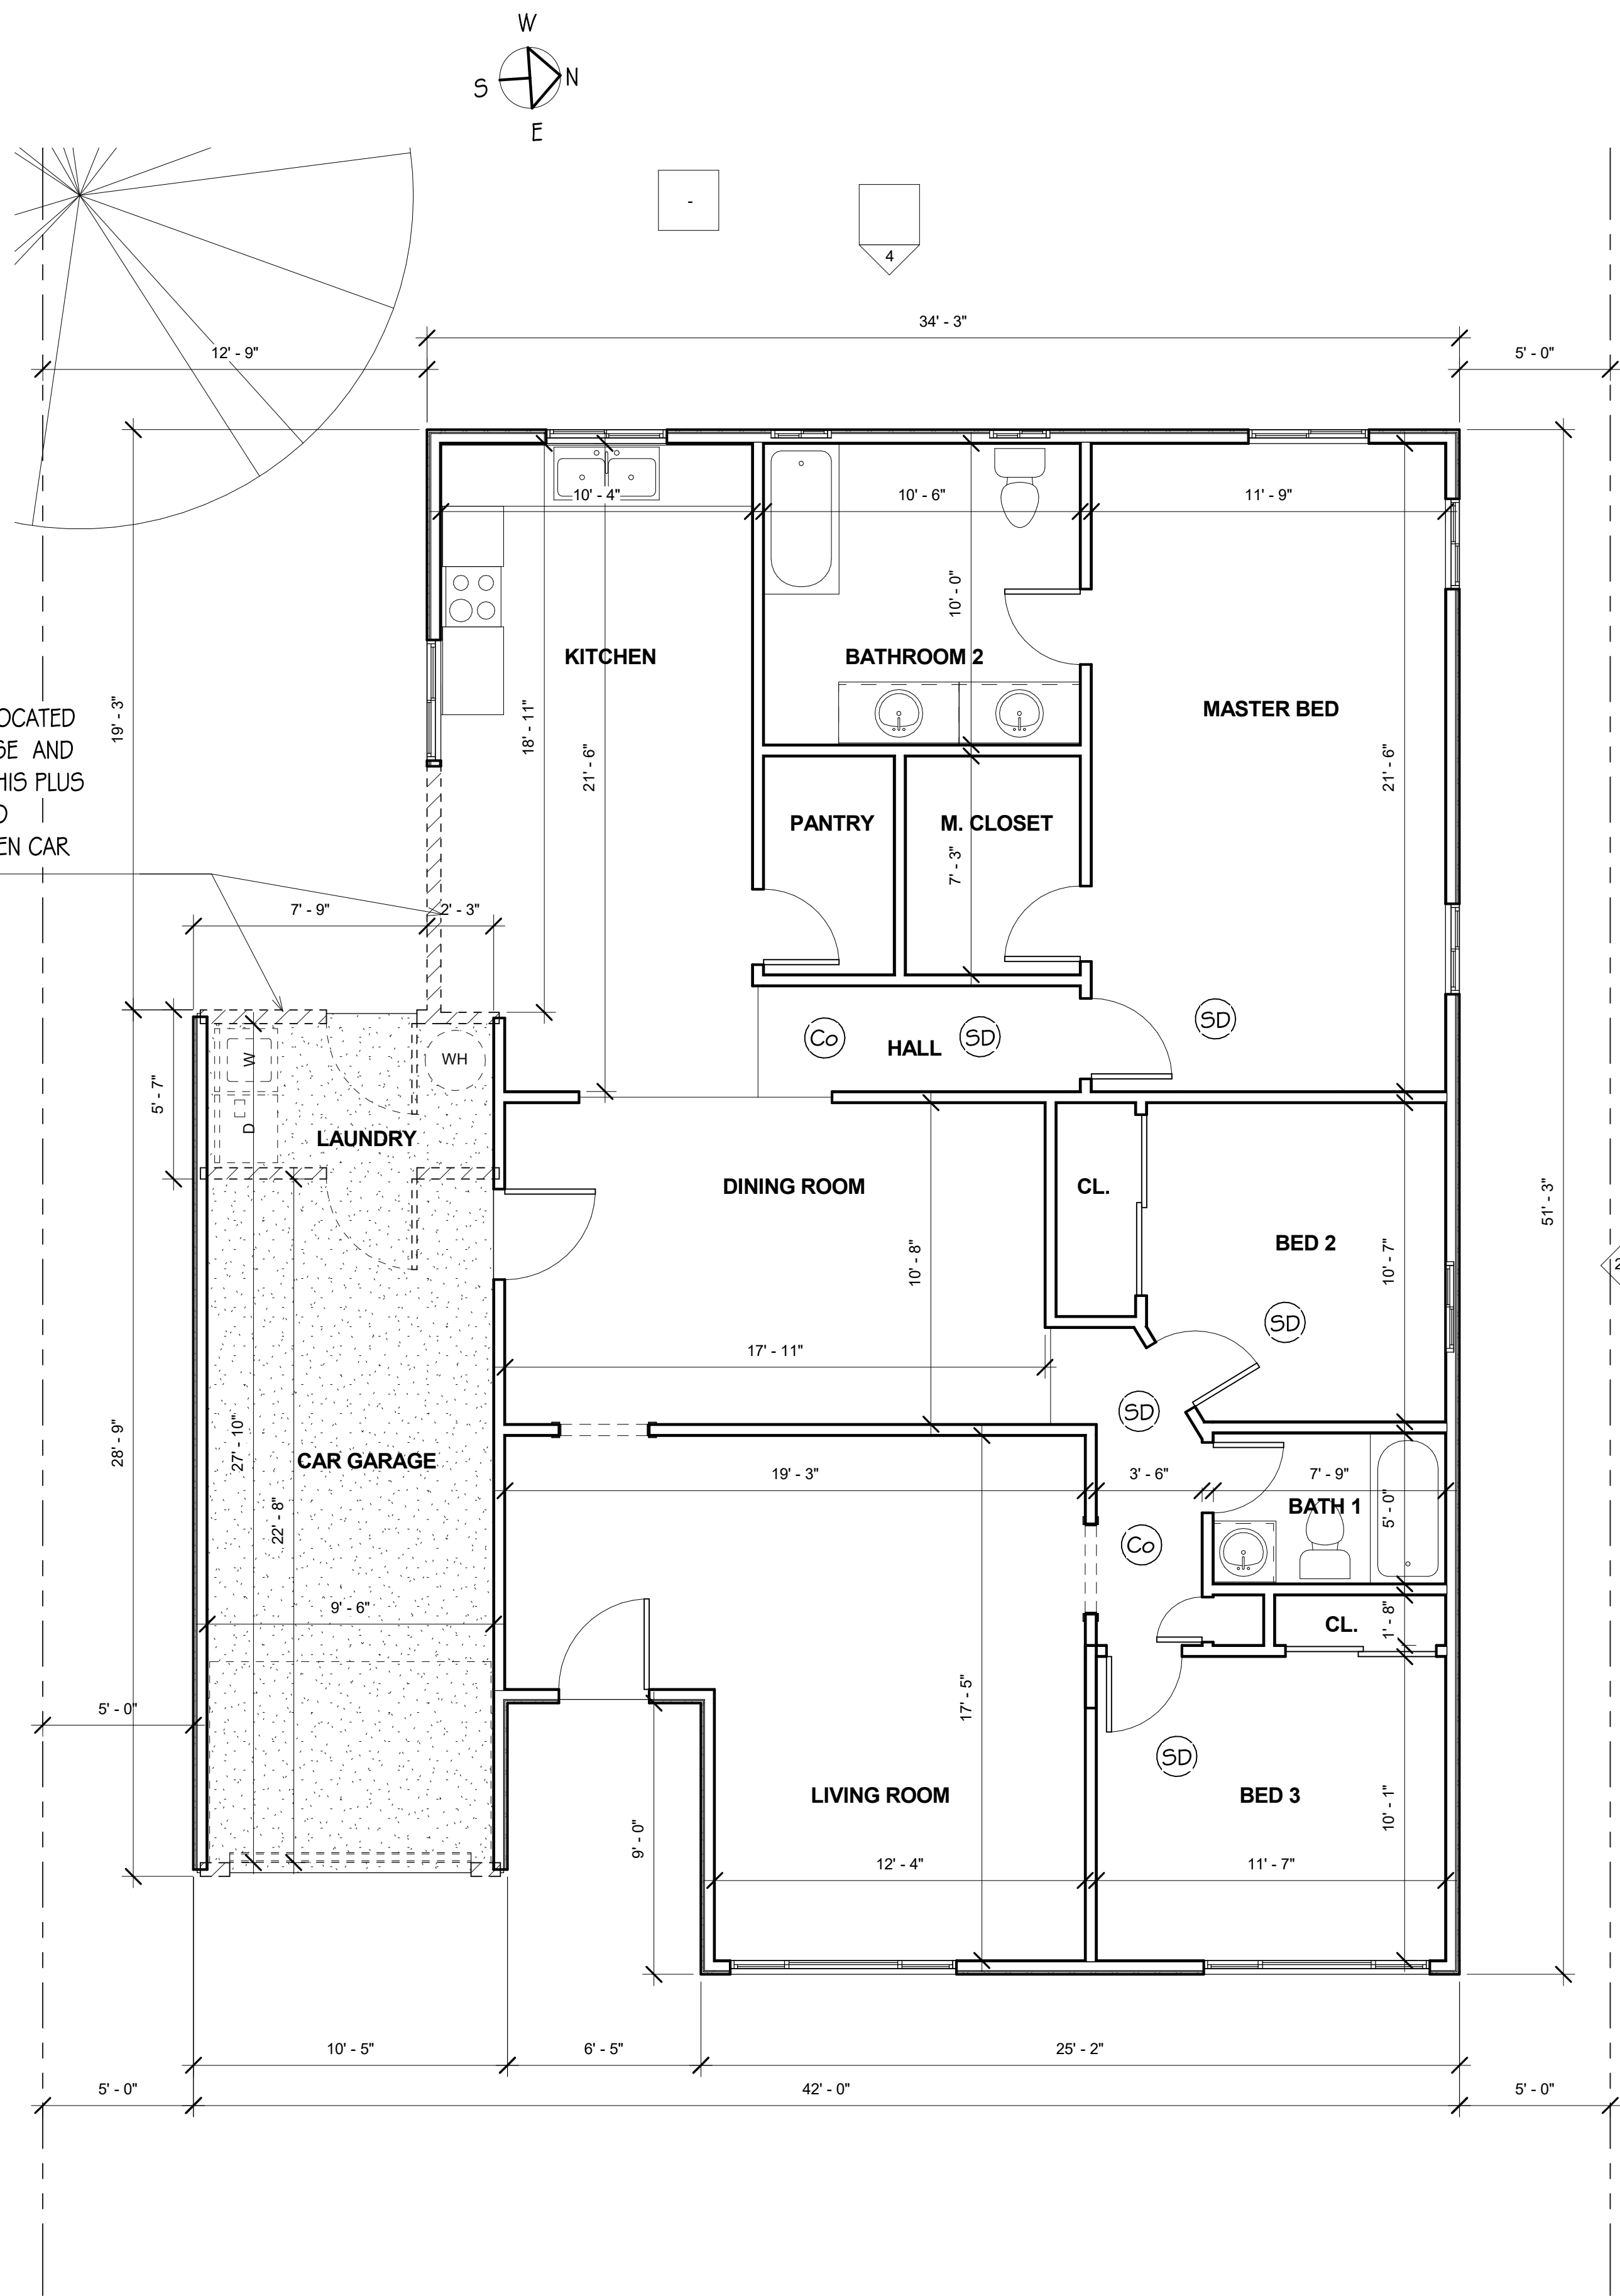 W
S
N
E
-
4
34' - 3"
12' - 9"
5' - 0"
10' - 4"
10' - 6"
11' - 9"
10' - 0"
KITCHEN
BATHROOM 2
MASTER BED
19' - 3"
18' - 11"
21' - 6"
21' - 6"
AND
THIS PLUS
CAR
PANTRY
M. CLOSET
7' - 3"
7' - 9"
2' - 3"
Co
HALL
SD
SD
W
WH
5' - 7"
D
LAUNDRY
DINING ROOM
CL.
BED 2
51' - 3"
10' - 8"
10' - 7"
2
SD
17' - 11"
SD
28' - 9"
27' - 10"
CAR GARAGE
22' - 8"
19' - 3"
3' - 6"
7' - 9"
BATH 1
5' - 0"
Co
9' - 6"
CL.
1' - 8"
5' - 0"
17' - 5"
SD
LIVING ROOM
BED 3
10' - 1"
9' - 0"
12' - 4"
11' - 7"
10' - 5"
6' - 5"
25' - 2"
5' - 0"
42' - 0"
5' - 0"